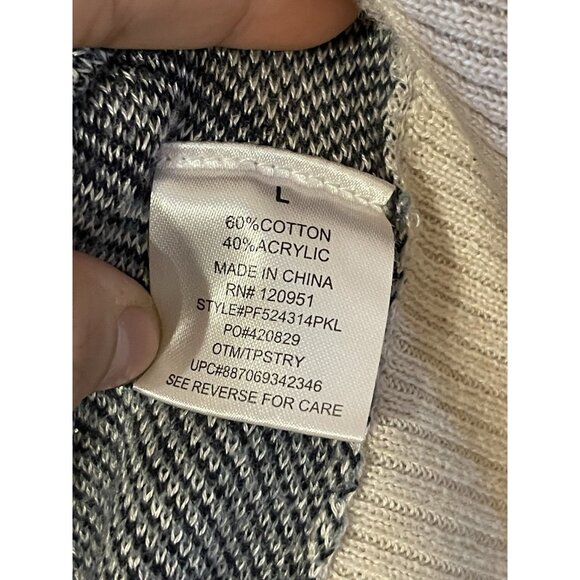 L
60%COTTON
40%ACRYLIC
MADE IN CHINA
RN# 120951
STYLE#PF524314PKL
PO#420829
OTM/TPSTRY
UPC#887069342346
SEE REVERSE FOR CARE